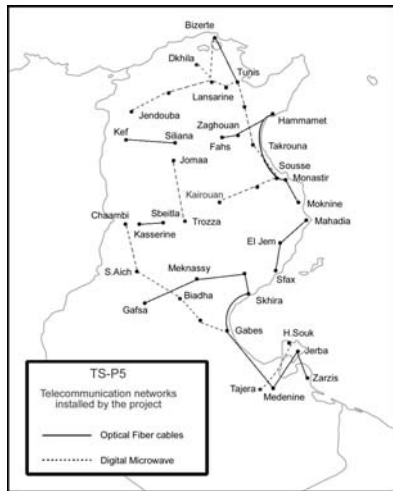 Bizerte
Dkhila
Tunis
Lansarine
Jendouba
Hammamet
Zaghouan
Kef
Siliana
Fahs
Takrouna
Jomaa
Sousse
Monastir
Kairouan
Moknine
Chaambi
Sbeitla
Trozza
Mahadia
Kasserine
El Jem
S.Aich
Meknassy
Sfax
Biadha
Skhira
Gafsa
Gabes
H.Souk
Jerba
Zarzis
Tajera
Medenine
TS-P5
Telecommunication networks
installed by the project
Optical Fiber cables
Digital Microwave